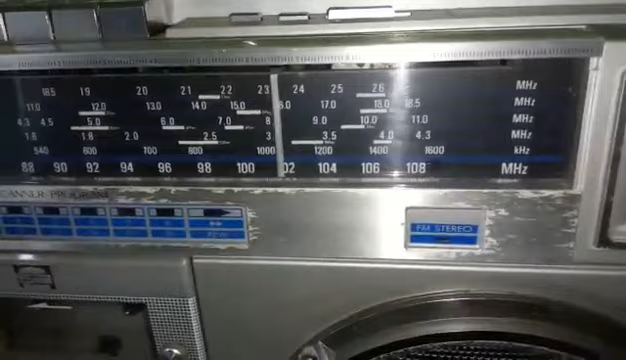 18.5 19 20 21 22 23 24 25 26 MHz
11.0 12.0 13.0 14.0 15.0 17.0 18.0 18.5 MHz
4.3 4.5 5.0 6.0 7.0 8 9.0 10.0 11.0 MHz
1.6 1.8 2.0 2.5 3 3.5 4.0 4.3 MHz
540 600 700 800 1000 1200 1400 1600 kHz
88 90 92 94 96 98 100 102 104 106 108 MHz
SCANNER PROGRAM
FM STEREO